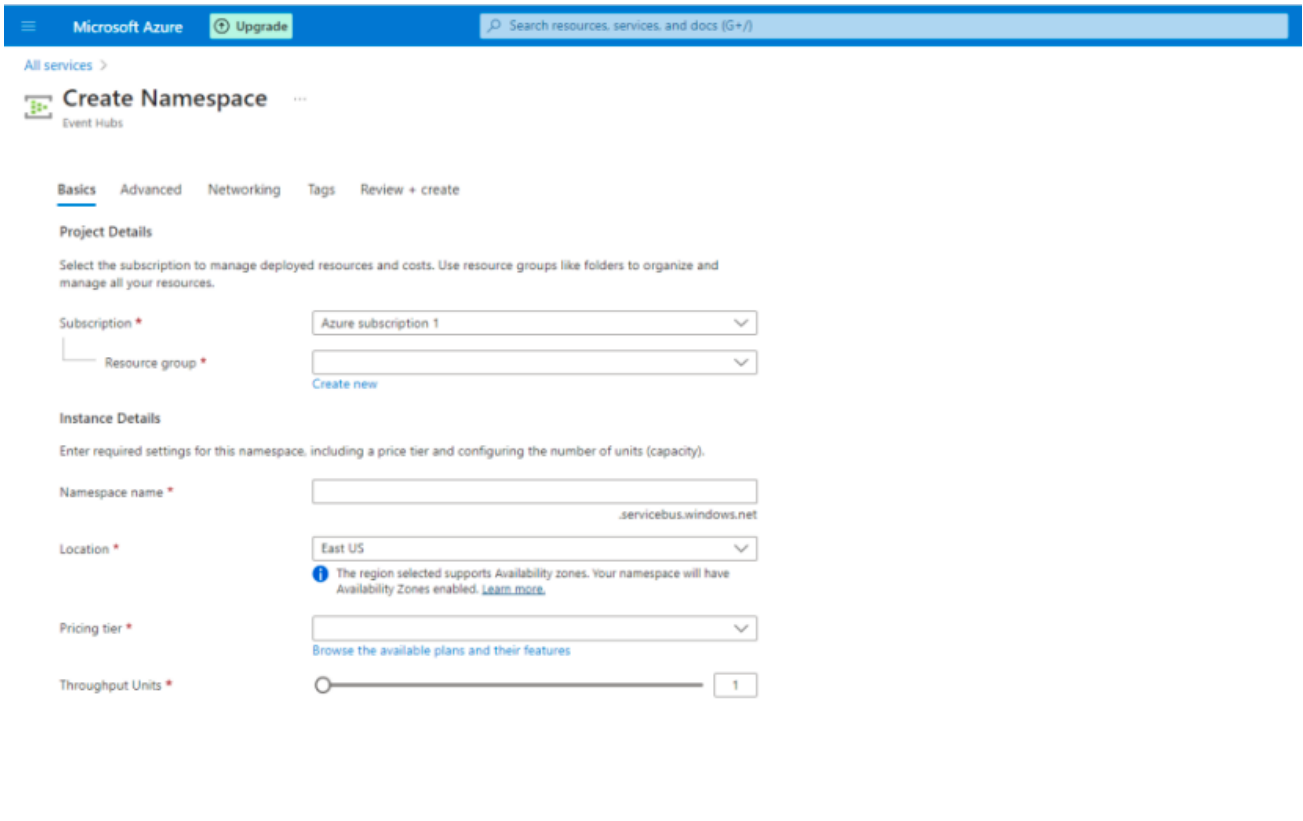 Microsoft Azure
Upgrade
Search resources, services, and docs (G+/)
All services >
Create Namespace ...
Event Hubs
Basics Advanced Networking Tags Review + create
Project Details
Select the subscription to manage deployed resources and costs. Use resource groups like folders to organize and
manage all your resources.
Subscription *
Azure subscription 1
Resource group *
Create new
Instance Details
Enter required settings for this namespace, including a price tier and configuring the number of units (capacity).
Namespace name *
.servicebus.windows.net
Location *
East US
The region selected supports Availability zones. Your namespace will have
Availability Zones enabled. Learn more.
Pricing tier *
Browse the available plans and their features
Throughput Units *
1